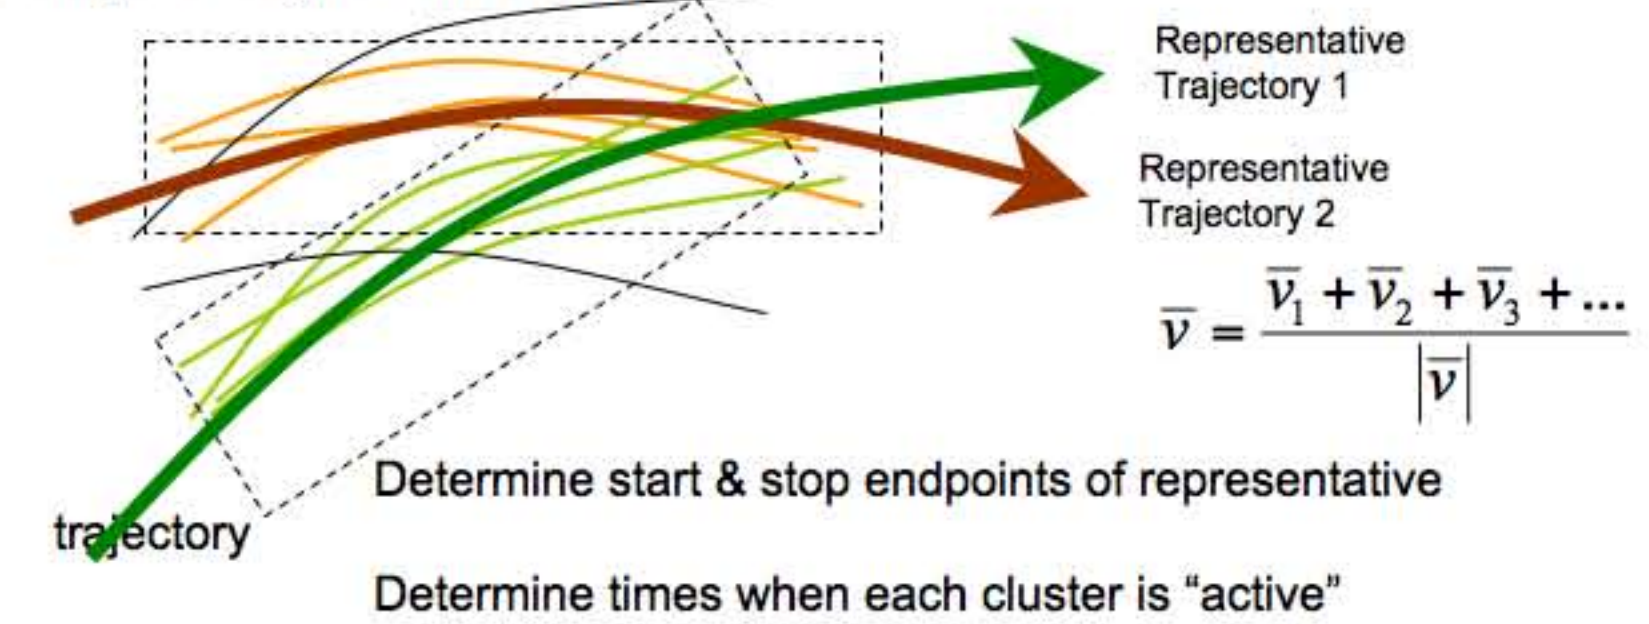 Representative
Trajectory 1
Representative
Trajectory 2
v̅ = (v̅₁ + v̅₂ + v̅₃ + ...) / |v̅|
Determine start & stop endpoints of representative
trajectory
Determine times when each cluster is “active”